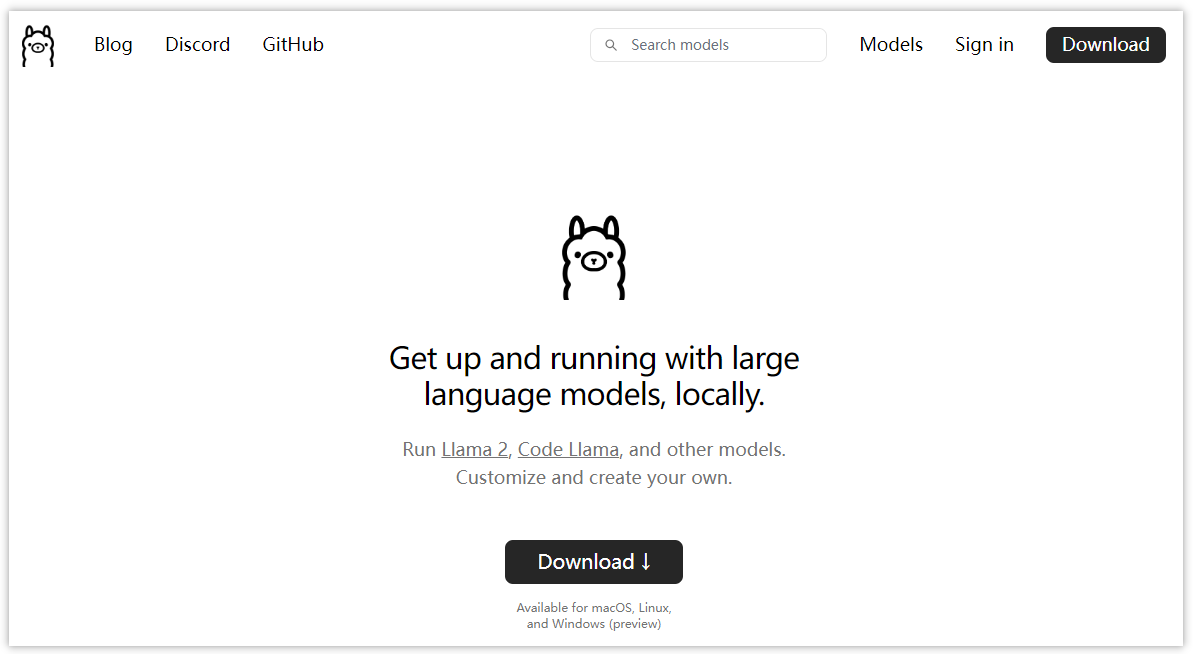 Blog Discord GitHub Search models Models Sign in Download
Get up and running with large
language models, locally.
Run Llama 2, Code Llama, and other models.
Customize and create your own.
Download ↓
Available for macOS, Linux,
and Windows (preview)